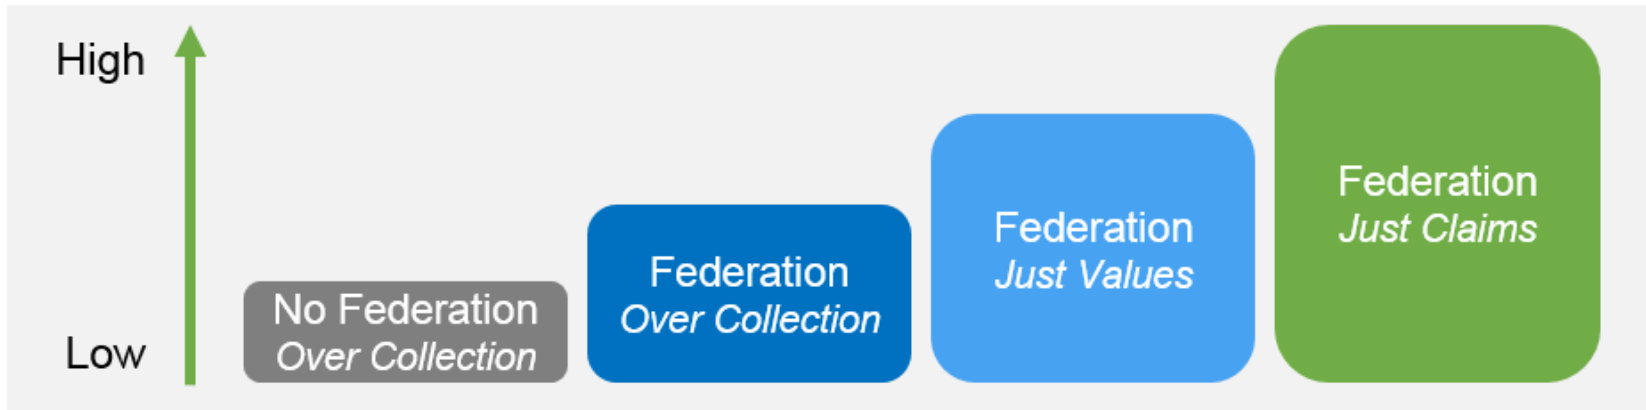 High
Low
No Federation
Over Collection
Federation
Over Collection
Federation
Just Values
Federation
Just Claims